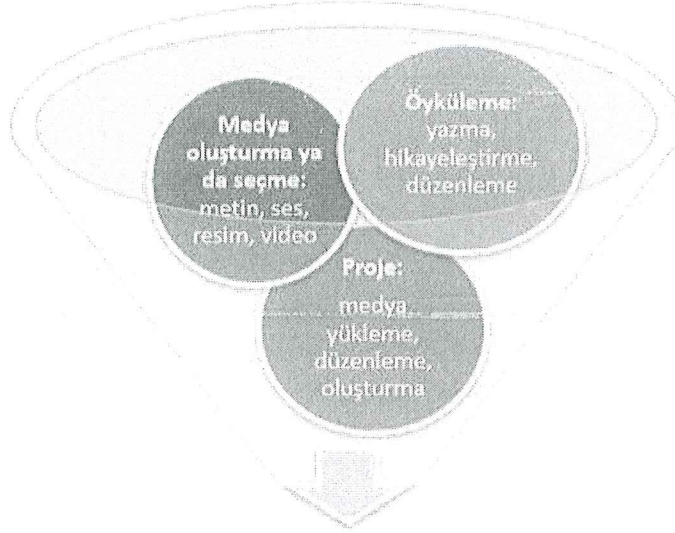 Medya
oluşturma ya
da seçme:
metin, ses,
resim, video
Öyküleme:
yazma,
hikayeleştirme,
düzenleme
Proje:
medya
yükleme,
düzenleme,
oluşturma